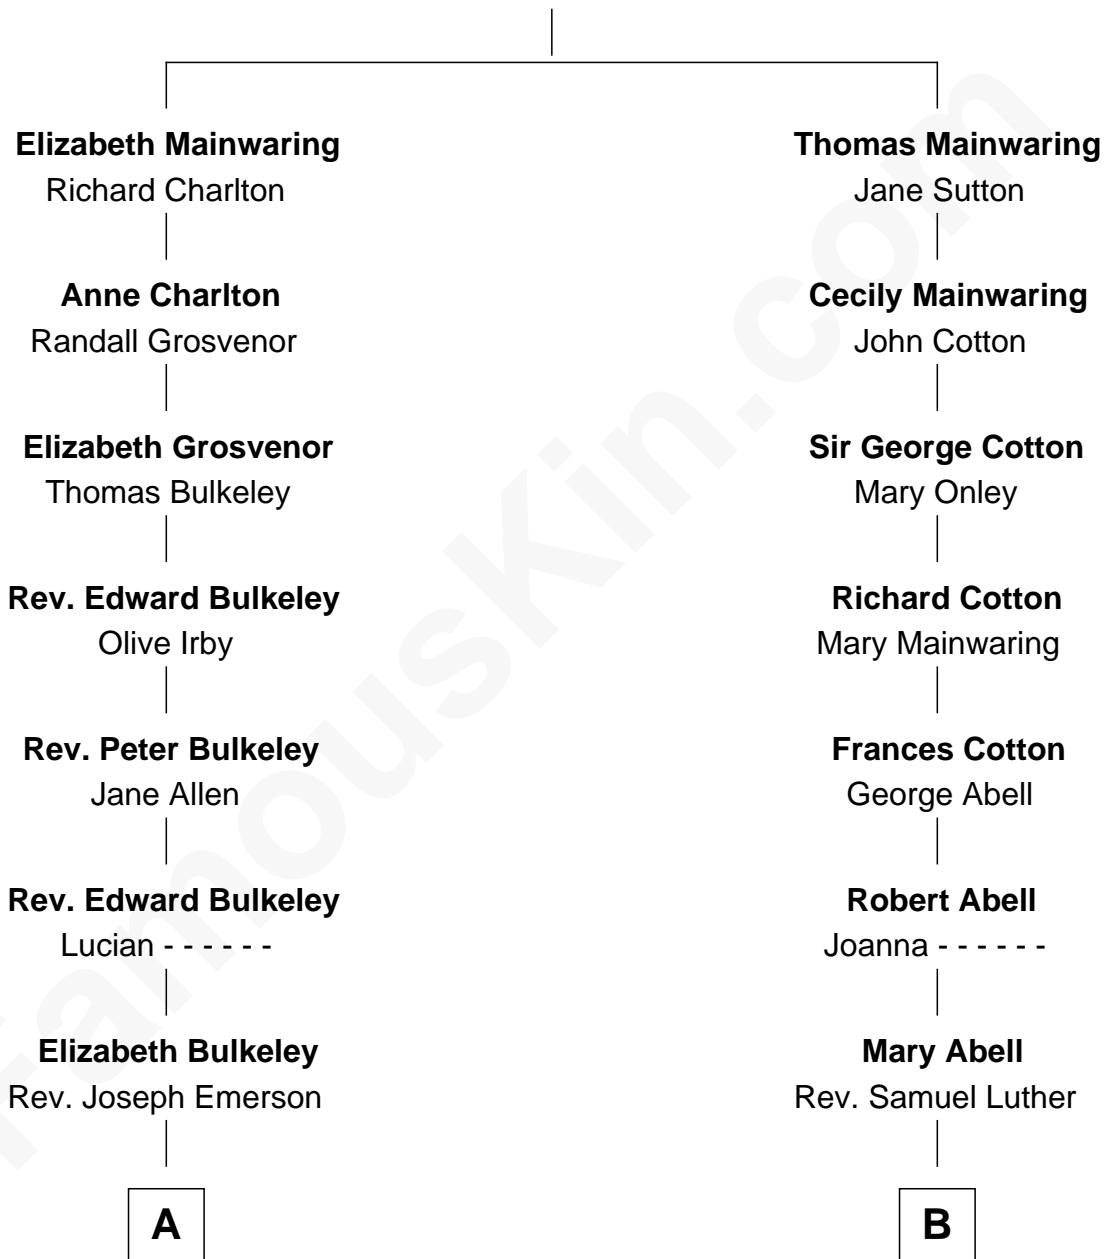 Elizabeth Mainwaring
Richard Charlton
Thomas Mainwaring
Jane Sutton
Anne Charlton
Randall Grosvenor
Cecily Mainwaring
John Cotton
Elizabeth Grosvenor
Thomas Bulkeley
Sir George Cotton
Mary Onley
Rev. Edward Bulkeley
Olive Irby
Richard Cotton
Mary Mainwaring
Rev. Peter Bulkeley
Jane Allen
Frances Cotton
George Abell
Rev. Edward Bulkeley
Lucian - - - - - -
Robert Abell
Joanna - - - - - -
Elizabeth Bulkeley
Rev. Joseph Emerson
Mary Abell
Rev. Samuel Luther
A
B
FamousKin.com